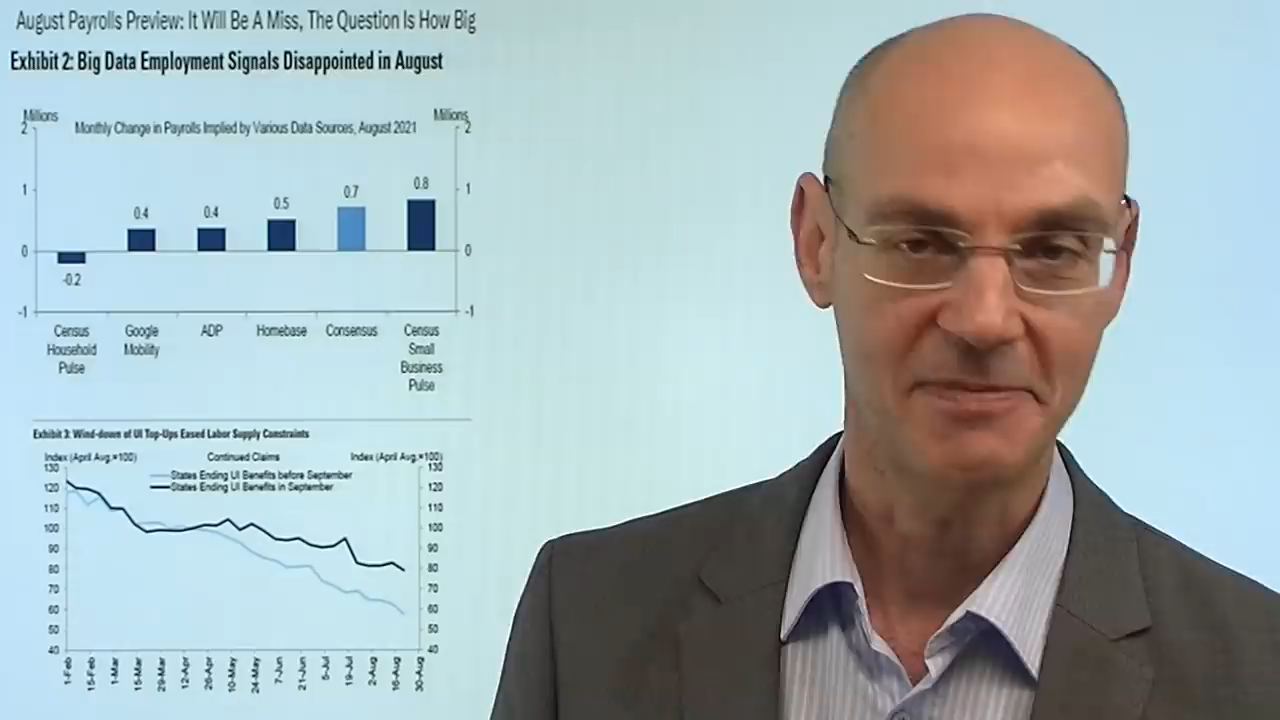 August Payrolls Preview: It Will Be A Miss, The Question Is How Big
Exhibit 2: Big Data Employment Signals Disappointed in August
Millions Millions
Monthly Change in Payrolls Implied by Various Data Sources, August 2021
2 2
1 1
0 0
-1 -1
-0.2 0.4 0.4 0.5 0.7 0.8
Census Household Pulse
Google Mobility
ADP
Homebase
Consensus
Census Small Business Pulse
Exhibit 3: Wind-down of UI Top-Ups Eased Labor Supply Constraints
Index (April Avg.=100) Continued Claims Index (April Avg.=100)
States Ending UI Benefits before September
States Ending UI Benefits in September
130 130
120 120
110 110
100 100
90 90
80 80
70 70
60 60
50 50
40 40
1-Feb 15-Feb 1-Mar 15-Mar 29-Mar 12-Apr 26-Apr 10-May 24-May 7-Jun 21-Jun 5-Jul 19-Jul 2-Aug 16-Aug 30-Aug